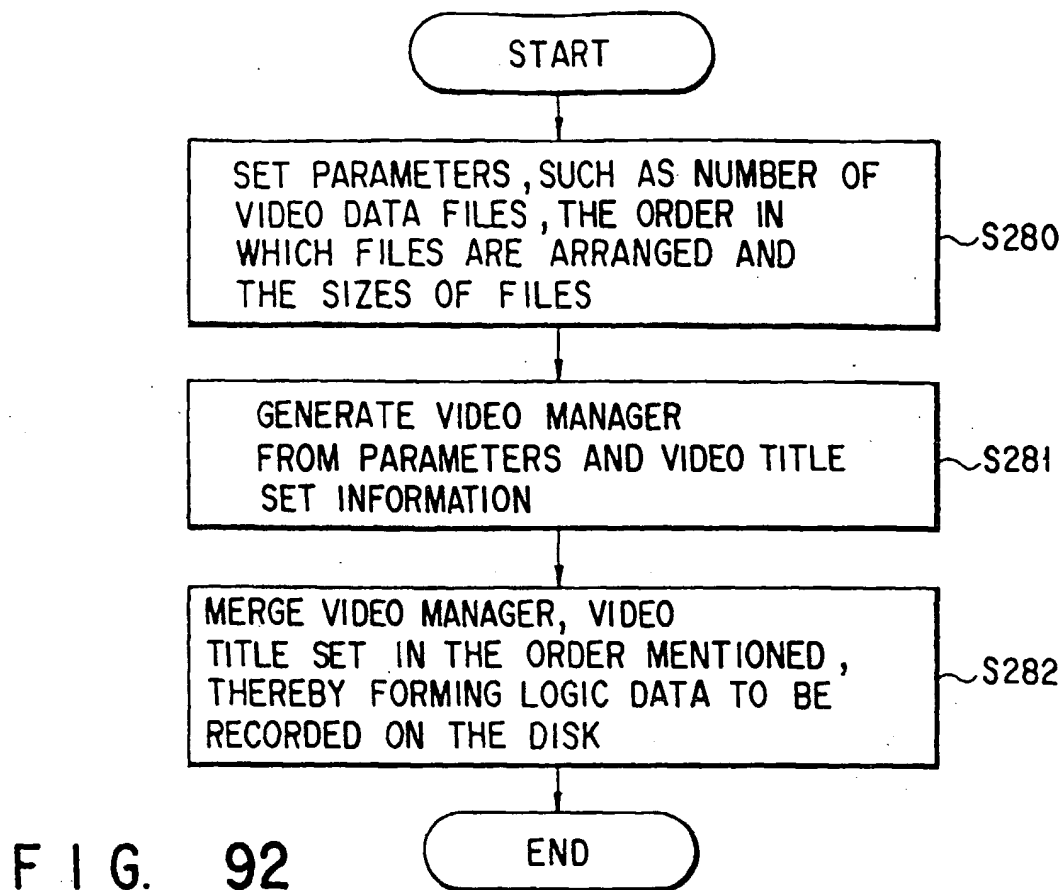 START
SET PARAMETERS, SUCH AS NUMBER OF
VIDEO DATA FILES, THE ORDER IN
WHICH FILES ARE ARRANGED AND
THE SIZES OF FILES
S280
GENERATE VIDEO MANAGER
FROM PARAMETERS AND VIDEO TITLE
SET INFORMATION
S281
MERGE VIDEO MANAGER, VIDEO
TITLE SET IN THE ORDER MENTIONED,
THEREBY FORMING LOGIC DATA TO BE
RECORDED ON THE DISK
S282
END
FIG. 92